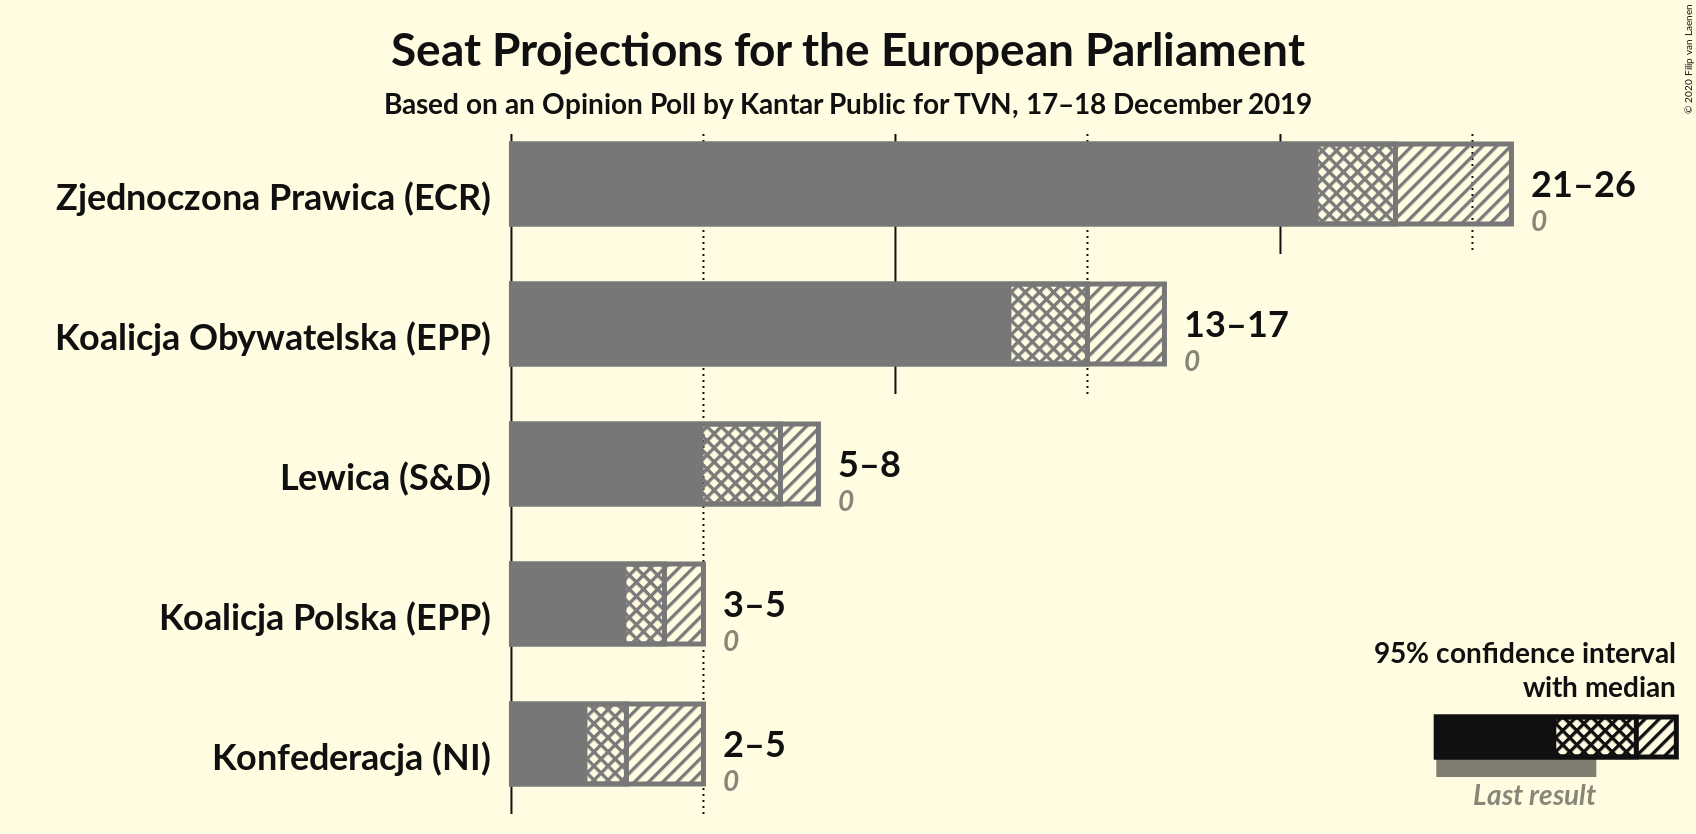 Seat Projections for the European Parliament
Based on an Opinion Poll by Kantar Public for TVN, 17–18 December 2019
© 2020 Filip van Laenen
Zjednoczona Prawica (ECR)
21–26
0
Koalicja Obywatelska (EPP)
13–17
0
Lewica (S&D)
5–8
0
Koalicja Polska (EPP)
3–5
0
Konfederacja (NI)
2–5
0
95% confidence interval
with median
Last result